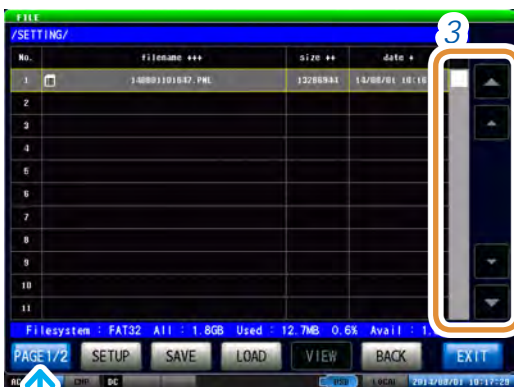 FILE
/SETTING/
3
No. filename +++ size ++ date +
1 140801101647.PNL 13266944 14/08/01 10:16
2
3
4
5
6
7
8
9
10
11
Filesystem : FAT32 All : 1.8GB Used : 12.7MB 0.6% Avail : 1.
PAGE1/2 SETUP SAVE LOAD VIEW BACK EXIT
CMP DC USB LOCAL 2014/08/01 10:17:20